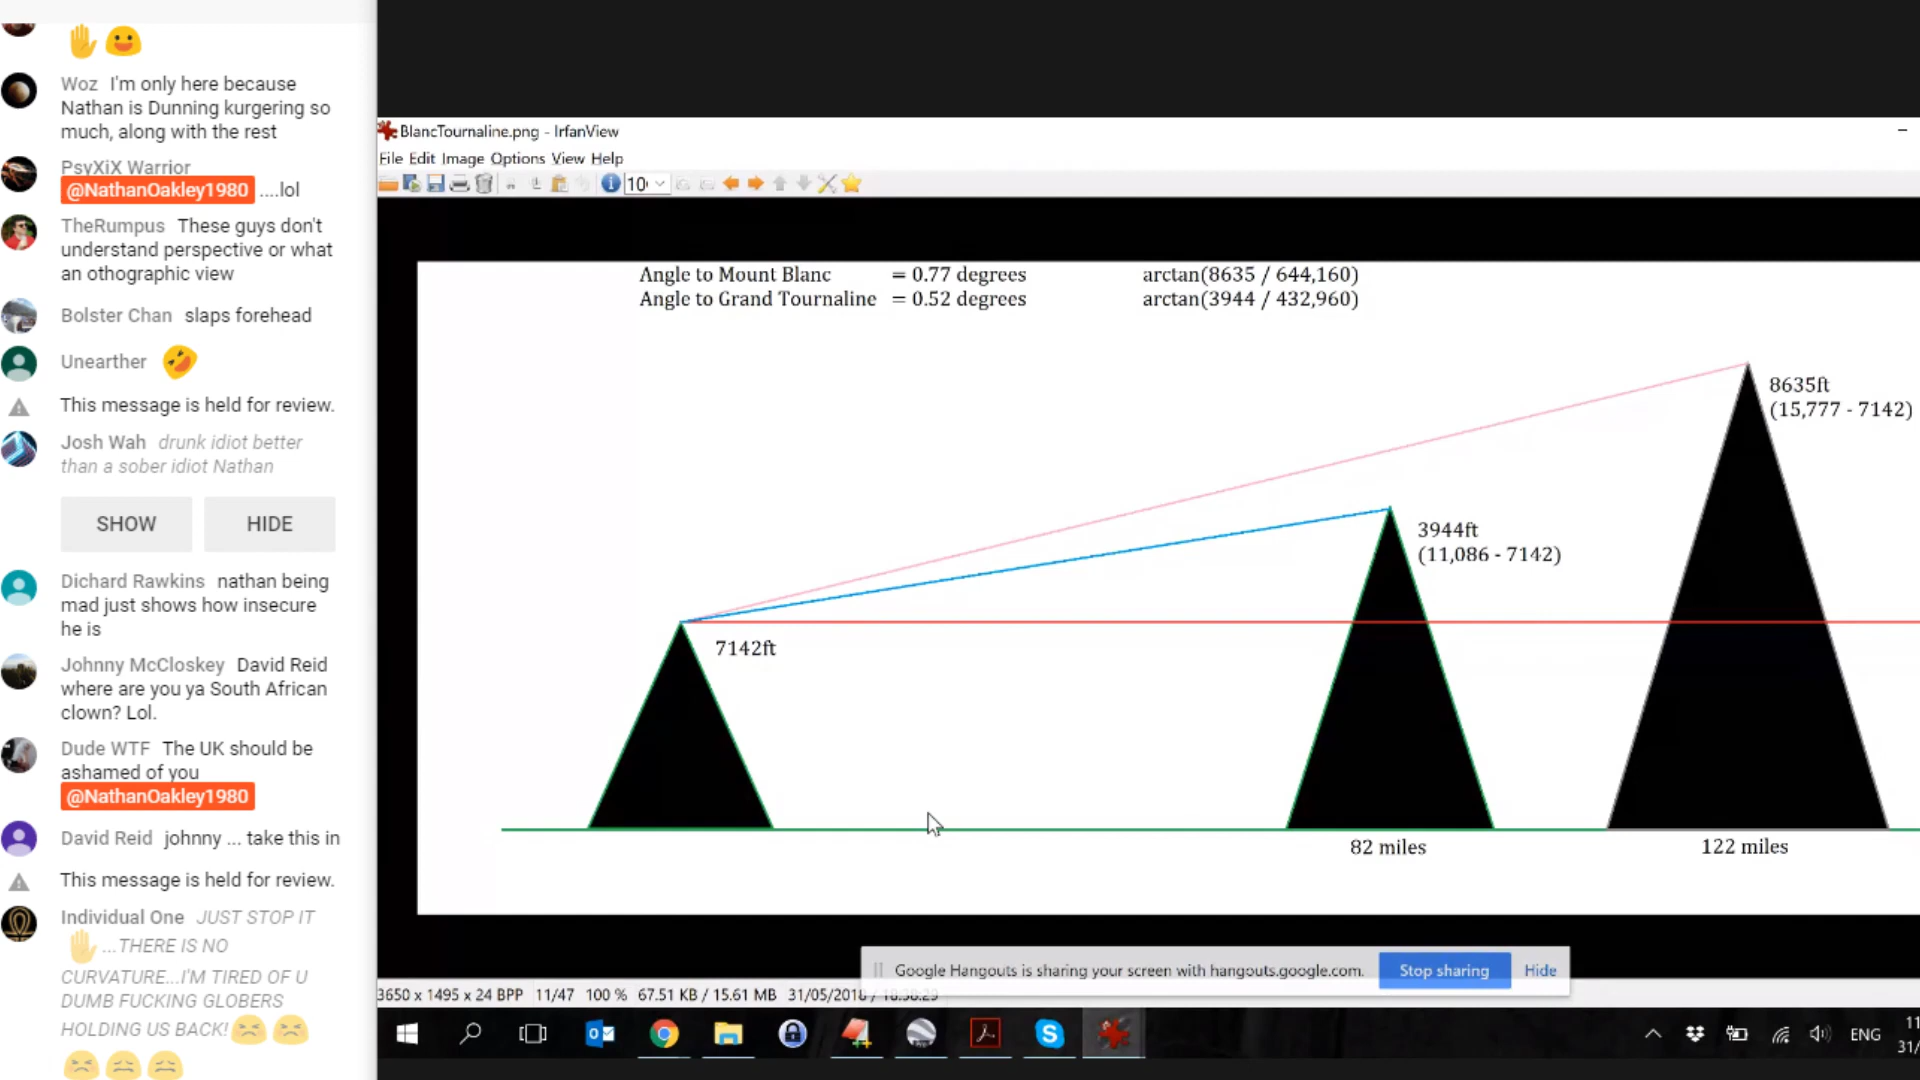 Woz I'm only here because
Nathan is Dunning kurgering so
much, along with the rest
PsyXiX Warrior
@NathanOakley1980 ....lol
TheRumpus These guys don't
understand perspective or what
an othographic view
Bolster Chan slaps forehead
Unearther
This message is held for review.
Josh Wah drunk idiot better
than a sober idiot Nathan
SHOW HIDE
Dichard Rawkins nathan being
mad just shows how insecure
he is
Johnny McCloskey David Reid
where are you ya South African
clown? Lol.
Dude WTF The UK should be
ashamed of you
@NathanOakley1980
David Reid johnny ... take this in
This message is held for review.
Individual One JUST STOP IT
...THERE IS NO
CURVATURE...I'M TIRED OF U
DUMB FUCKING GLOBERS
HOLDING US BACK!
BlancTournaline.png - IrfanView
File Edit Image Options View Help
Angle to Mount Blanc = 0.77 degrees arctan(8635 / 644,160)
Angle to Grand Tournaline = 0.52 degrees arctan(3944 / 432,960)
8635ft
(15,777 - 7142)
3944ft
(11,086 - 7142)
7142ft
82 miles
122 miles
Google Hangouts is sharing your screen with hangouts.google.com. Stop sharing Hide
3650 x 1495 x 24 BPP 11/47 100 % 67.51 KB / 15.61 MB 31/05/2018 / 18:38:29
ENG